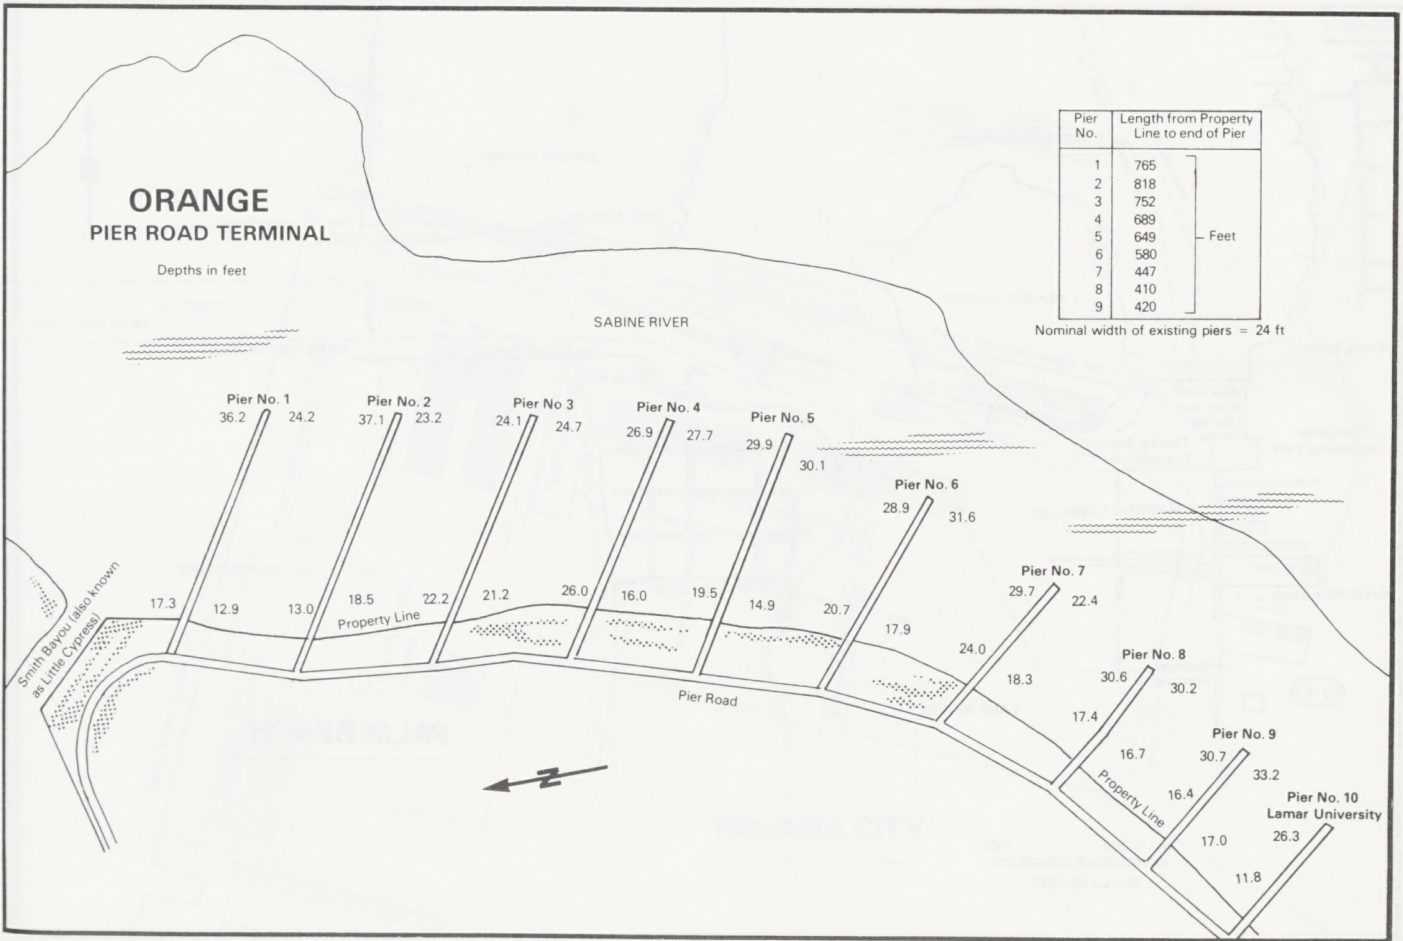 ORANGE
PIER ROAD TERMINAL
Depths in feet
Pier No. Length from Property Line to end of Pier
1 765
2 818
3 752
4 689
5 649
6 580
7 447
8 410
9 420
Feet
Nominal width of existing piers = 24 ft
SABINE RIVER
Pier No. 1
36.2 24.2
Pier No. 2
37.1 23.2
Pier No 3
24.1 24.7
Pier No. 4
26.9 27.7
Pier No. 5
29.9
30.1
Pier No. 6
28.9
31.6
Pier No. 7
29.7
22.4
Pier No. 8
30.6
30.2
Pier No. 9
30.7
33.2
Pier No. 10
Lamar University
26.3
17.3
12.9
13.0
18.5
22.2
21.2
26.0
16.0
19.5
14.9
20.7
17.9
24.0
18.3
17.4
16.7
16.4
17.0
11.8
Property Line
Smith Bayou (also known
as Little Cypress)
Pier Road
N
Property Line